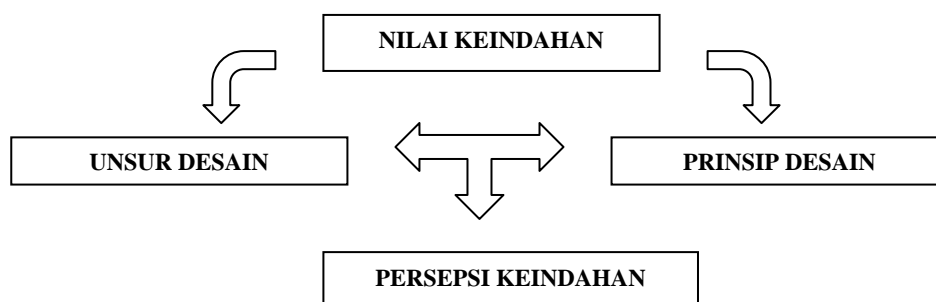 NILAI KEINDAHAN
UNSUR DESAIN
PRINSIP DESAIN
PERSEPSI KEINDAHAN